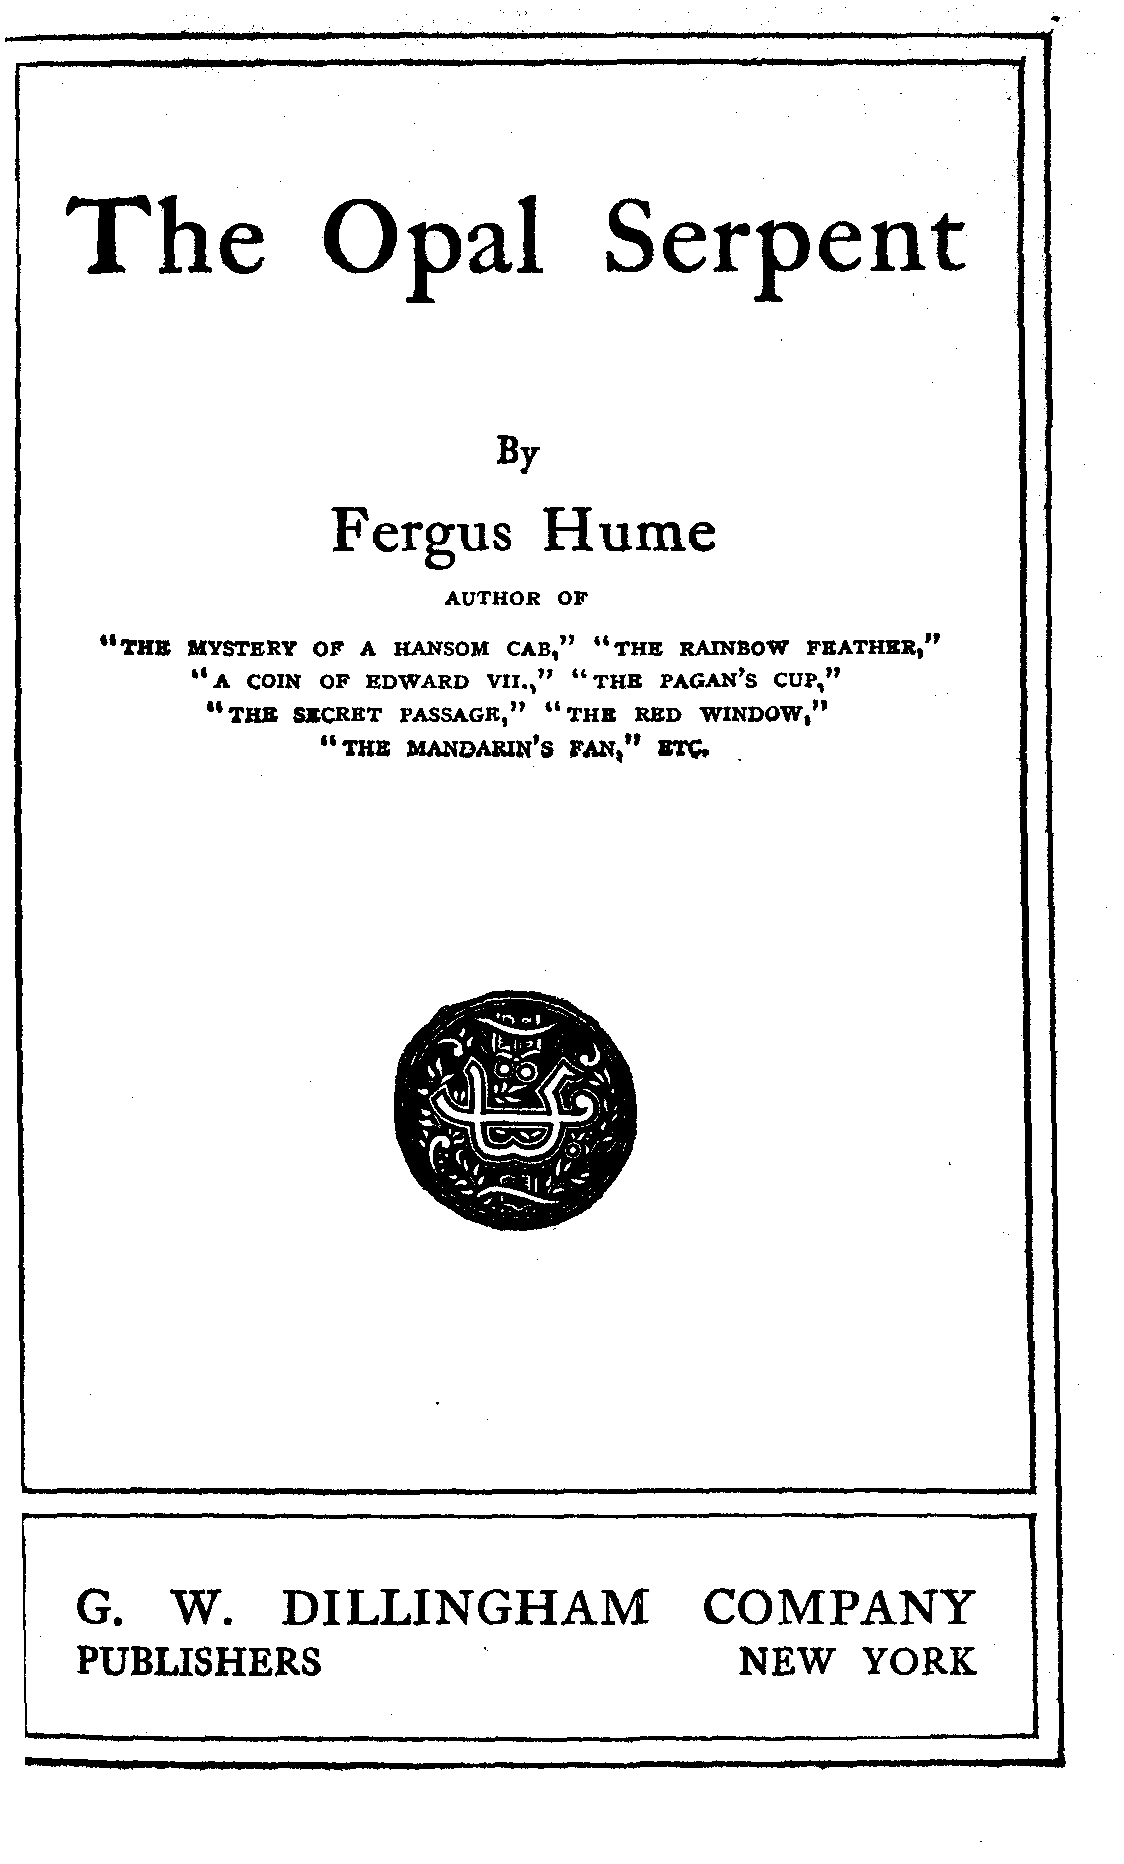 The Opal Serpent
By
Fergus Hume
AUTHOR OF
“THE MYSTERY OF A HANSOM CAB,” “THE RAINBOW FEATHER,”
“A COIN OF EDWARD VII.,” “THE PAGAN’S CUP,”
“THE SECRET PASSAGE,” “THE RED WINDOW,”
“THE MANDARIN’S FAN,” ETC.
G. W. DILLINGHAM COMPANY
PUBLISHERS NEW YORK